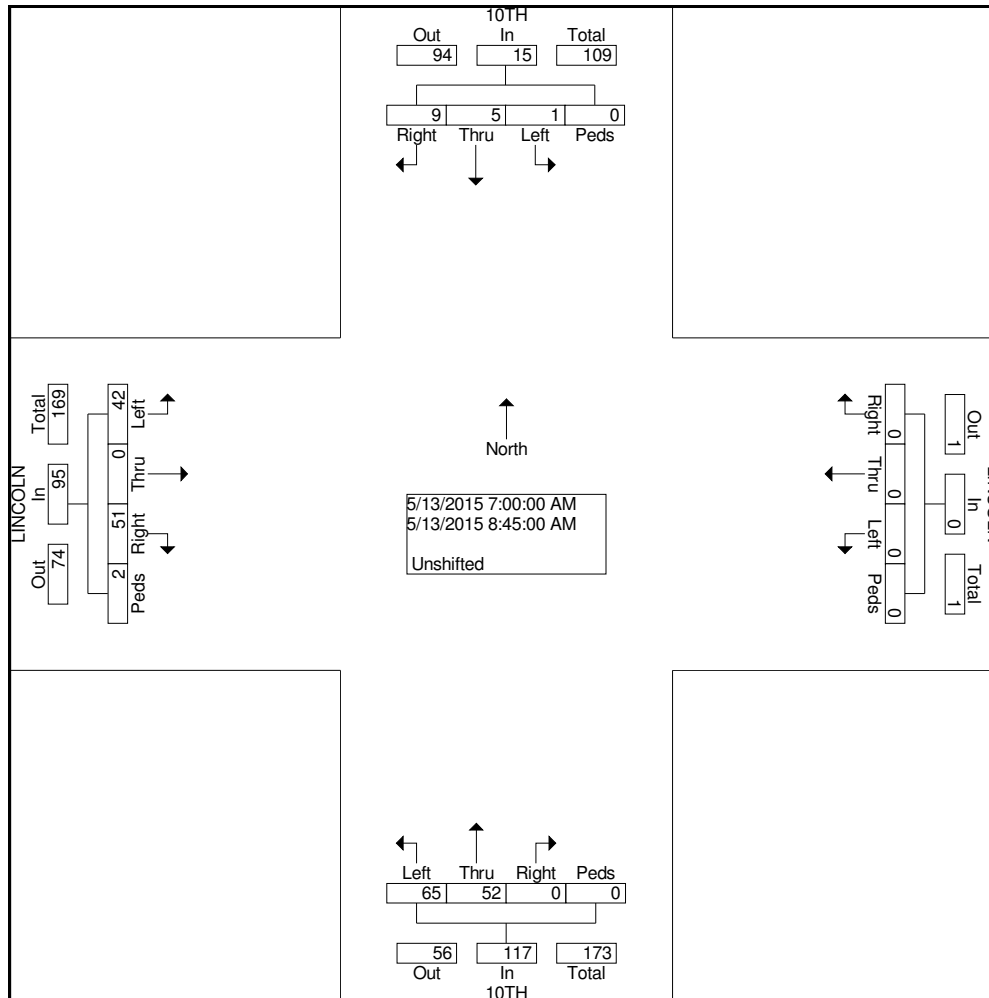 10TH
Out In Total
94 15 109
9 5 1 0
Right Thru Left Peds
LINCOLN
Total In Out
169 95 74
42 0 51 2
Left Thru Right Peds
North
5/13/2015 7:00:00 AM
5/13/2015 8:45:00 AM
Unshifted
Right Thru Left Peds
0 0 0 0
Out In Total
1 0 1
Left Thru Right Peds
65 52 0 0
56 117 173
Out In Total
10TH